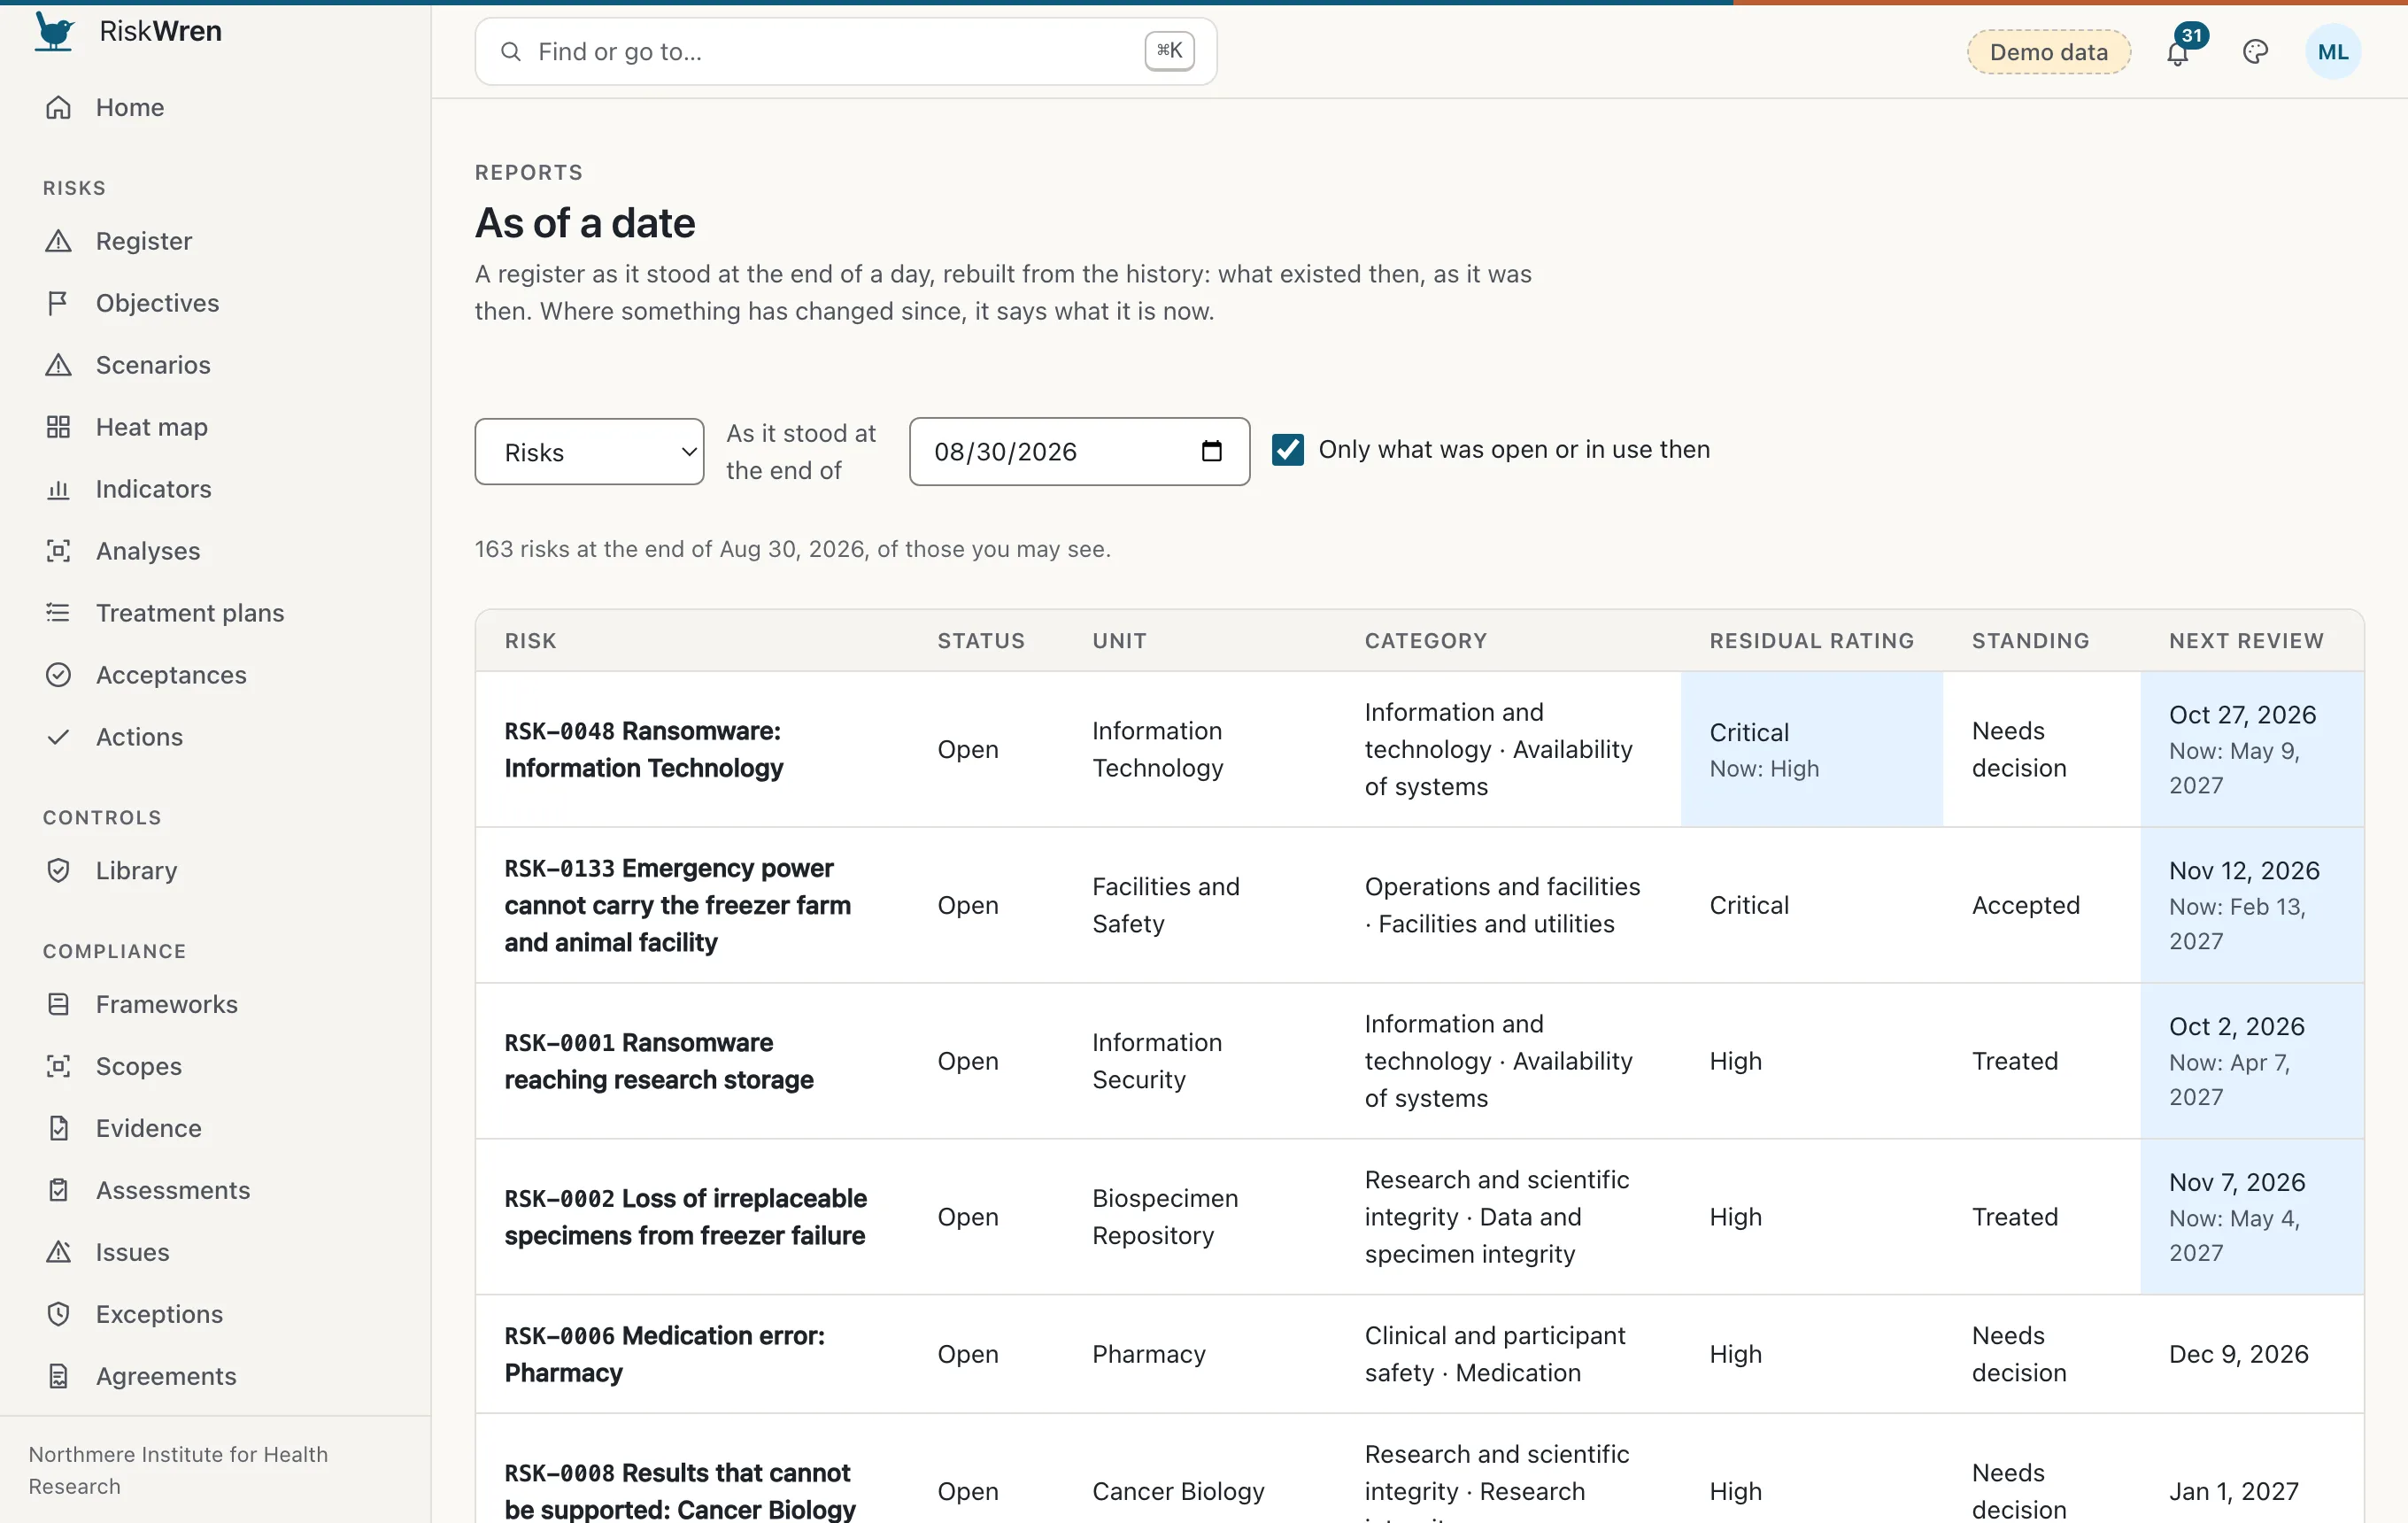 RiskWren
Find or go to...
⌘K
Demo data
31
ML
Home
RISKS
Register
Objectives
Scenarios
Heat map
Indicators
Analyses
Treatment plans
Acceptances
Actions
CONTROLS
Library
COMPLIANCE
Frameworks
Scopes
Evidence
Assessments
Issues
Exceptions
Agreements
Northmere Institute for Health
Research
REPORTS
As of a date
A register as it stood at the end of a day, rebuilt from the history: what existed then, as it was
then. Where something has changed since, it says what it is now.
Risks
As it stood at
the end of
08/30/2026
Only what was open or in use then
163 risks at the end of Aug 30, 2026, of those you may see.
RISK STATUS UNIT CATEGORY RESIDUAL RATING STANDING NEXT REVIEW
RSK-0048 Ransomware:
Information Technology
Open
Information
Technology
Information and
technology · Availability
of systems
Critical
Now: High
Needs
decision
Oct 27, 2026
Now: May 9,
2027
RSK-0133 Emergency power
cannot carry the freezer farm
and animal facility
Open
Facilities and
Safety
Operations and facilities
· Facilities and utilities
Critical
Accepted
Nov 12, 2026
Now: Feb 13,
2027
RSK-0001 Ransomware
reaching research storage
Open
Information
Security
Information and
technology · Availability
of systems
High
Treated
Oct 2, 2026
Now: Apr 7,
2027
RSK-0002 Loss of irreplaceable
specimens from freezer failure
Open
Biospecimen
Repository
Research and scientific
integrity · Data and
specimen integrity
High
Treated
Nov 7, 2026
Now: May 4,
2027
RSK-0006 Medication error:
Pharmacy
Open
Pharmacy
Clinical and participant
safety · Medication
High
Needs
decision
Dec 9, 2026
RSK-0008 Results that cannot
be supported: Cancer Biology
Open
Cancer Biology
Research and scientific
integrity · Research
High
Needs
decision
Jan 1, 2027